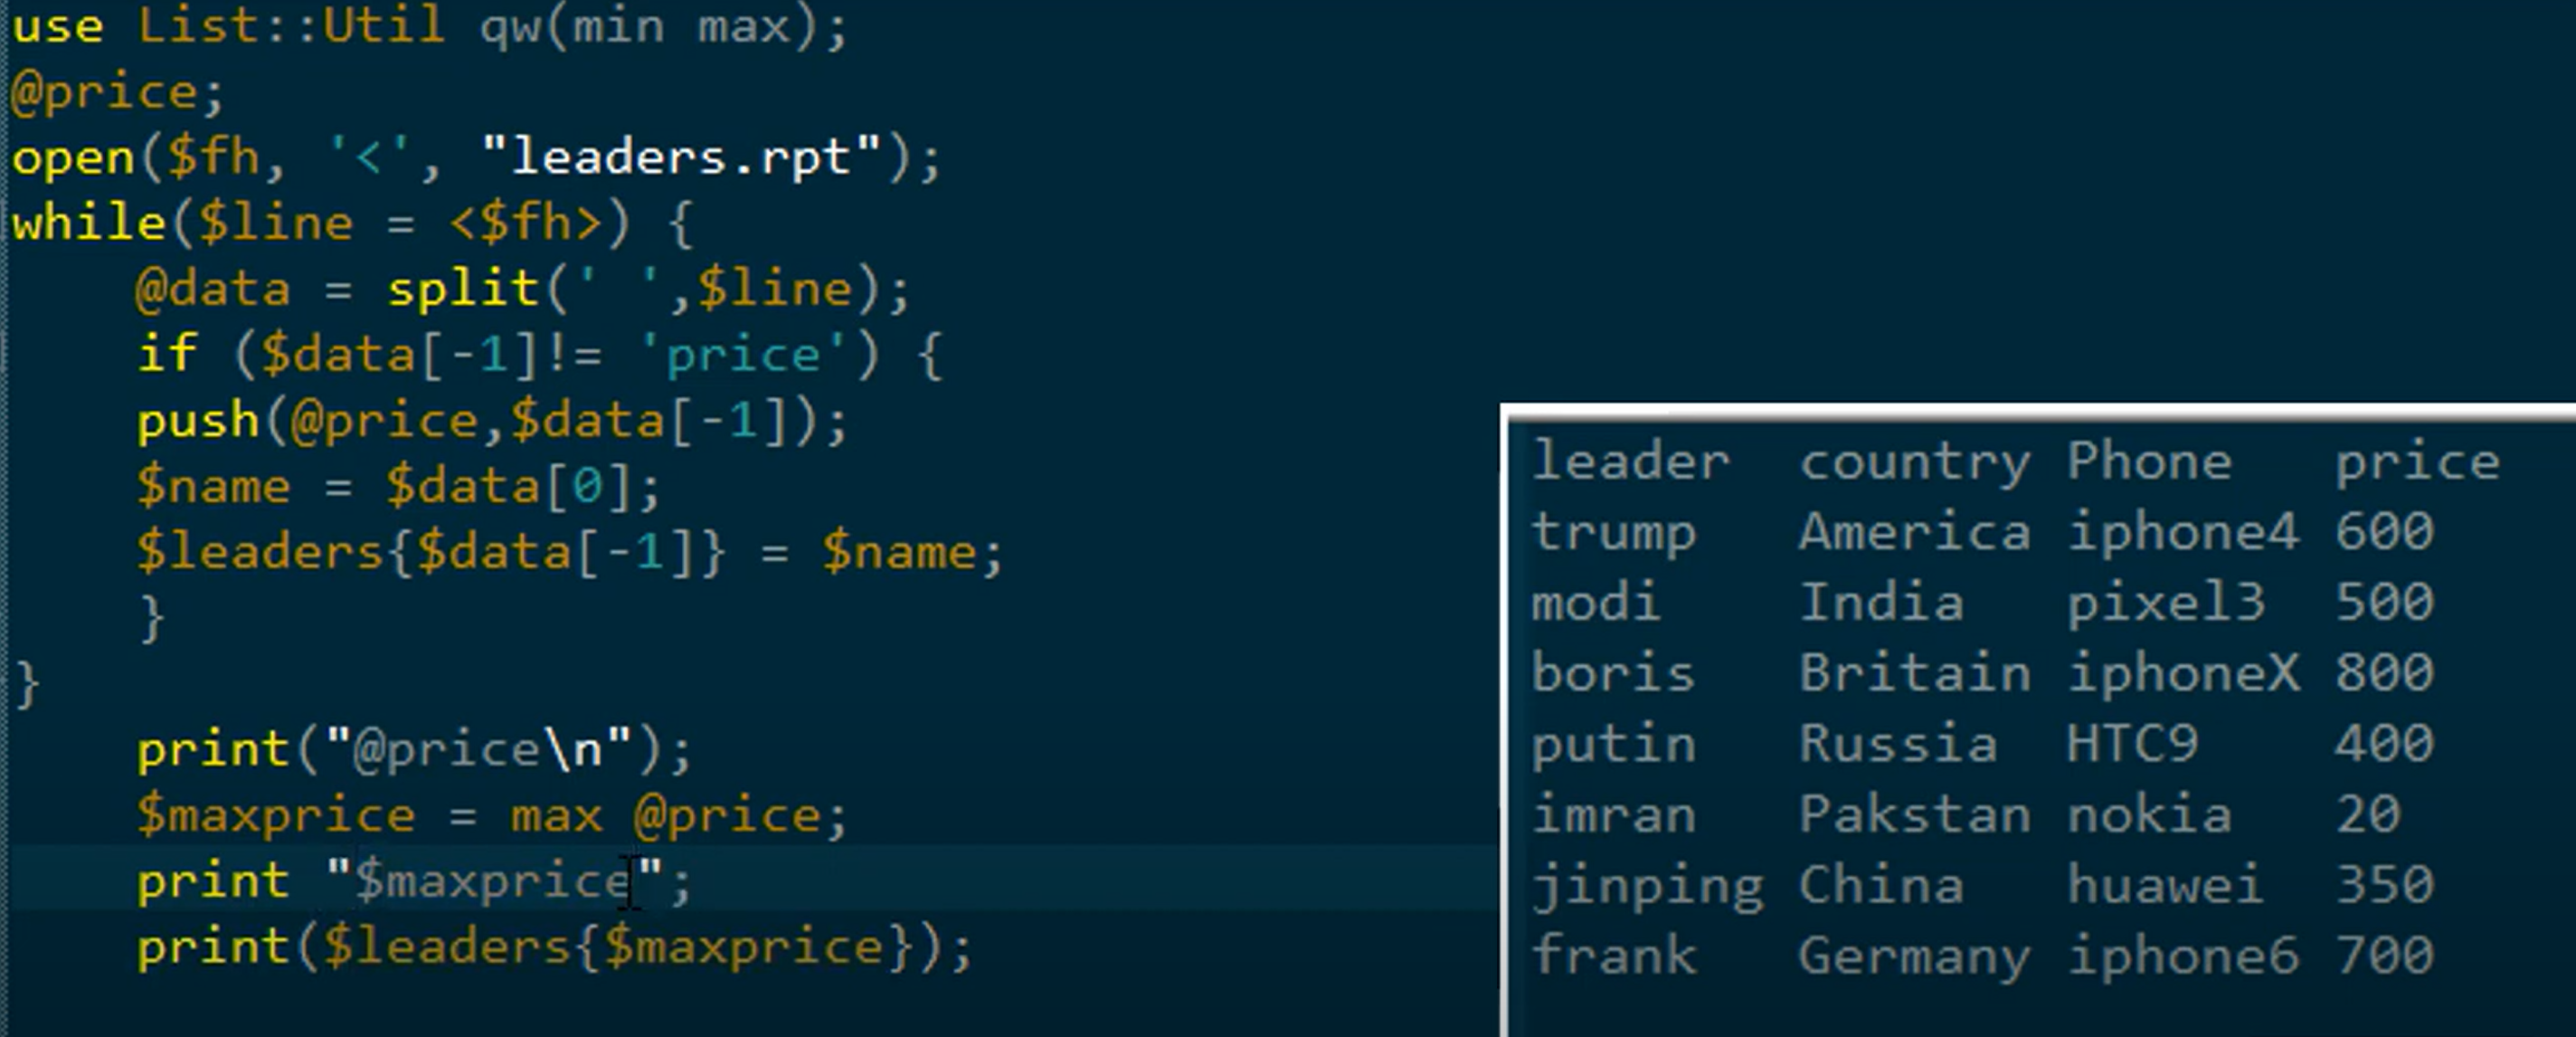 use List::Util qw(min max);
@price;
open($fh, '<', "leaders.rpt");
while($line = <$fh>) {
    @data = split(' ',$line);
    if ($data[-1]!= 'price') {
    push(@price,$data[-1]);
    $name = $data[0];
    $leaders{$data[-1]} = $name;
    }
}
    print("@price\n");
    $maxprice = max @price;
    print "$maxprice";
    print($leaders{$maxprice});
leader  country Phone   price
trump   America iphone4 600
modi    India   pixel3  500
boris   Britain iphoneX 800
putin   Russia  HTC9    400
imran   Pakstan nokia   20
jinping China   huawei  350
frank   Germany iphone6 700